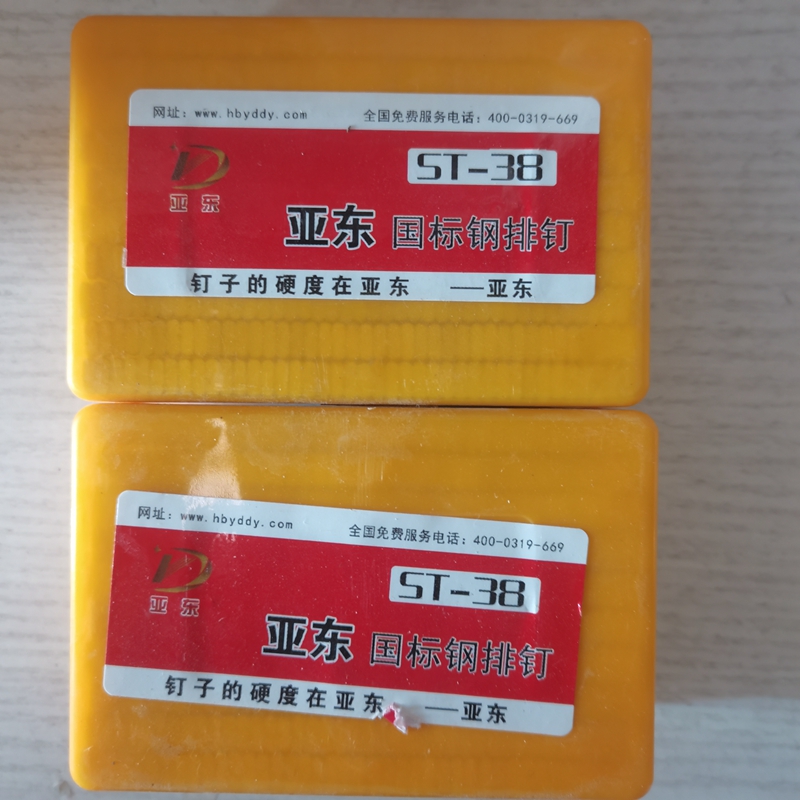 网址：www.hbyddy.com 全国免费服务电话：400-0319-669
ST-38
亚东
亚东 国标钢排钉
钉子的硬度在亚东 ——亚东
网址：www.hbyddy.com 全国免费服务电话：400-0319-669
ST-38
亚东
亚东 国标钢排钉
钉子的硬度在亚东 ——亚东